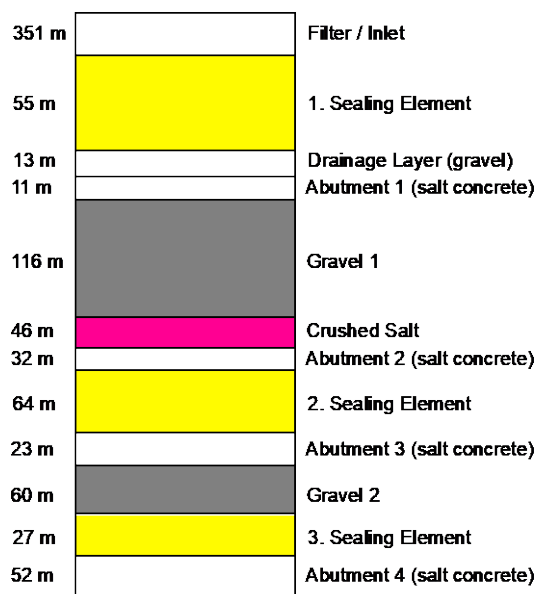 351 m Filter / Inlet
55 m 1. Sealing Element
13 m Drainage Layer (gravel)
11 m Abutment 1 (salt concrete)
116 m Gravel 1
46 m Crushed Salt
32 m Abutment 2 (salt concrete)
64 m 2. Sealing Element
23 m Abutment 3 (salt concrete)
60 m Gravel 2
27 m 3. Sealing Element
52 m Abutment 4 (salt concrete)